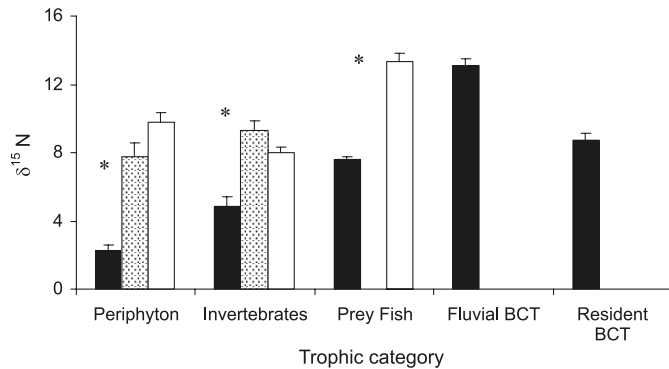 16
12
8
4
0
δ15 N
*
*
*
Periphyton
Invertebrates
Prey Fish
Fluvial BCT
Resident
BCT
Trophic category